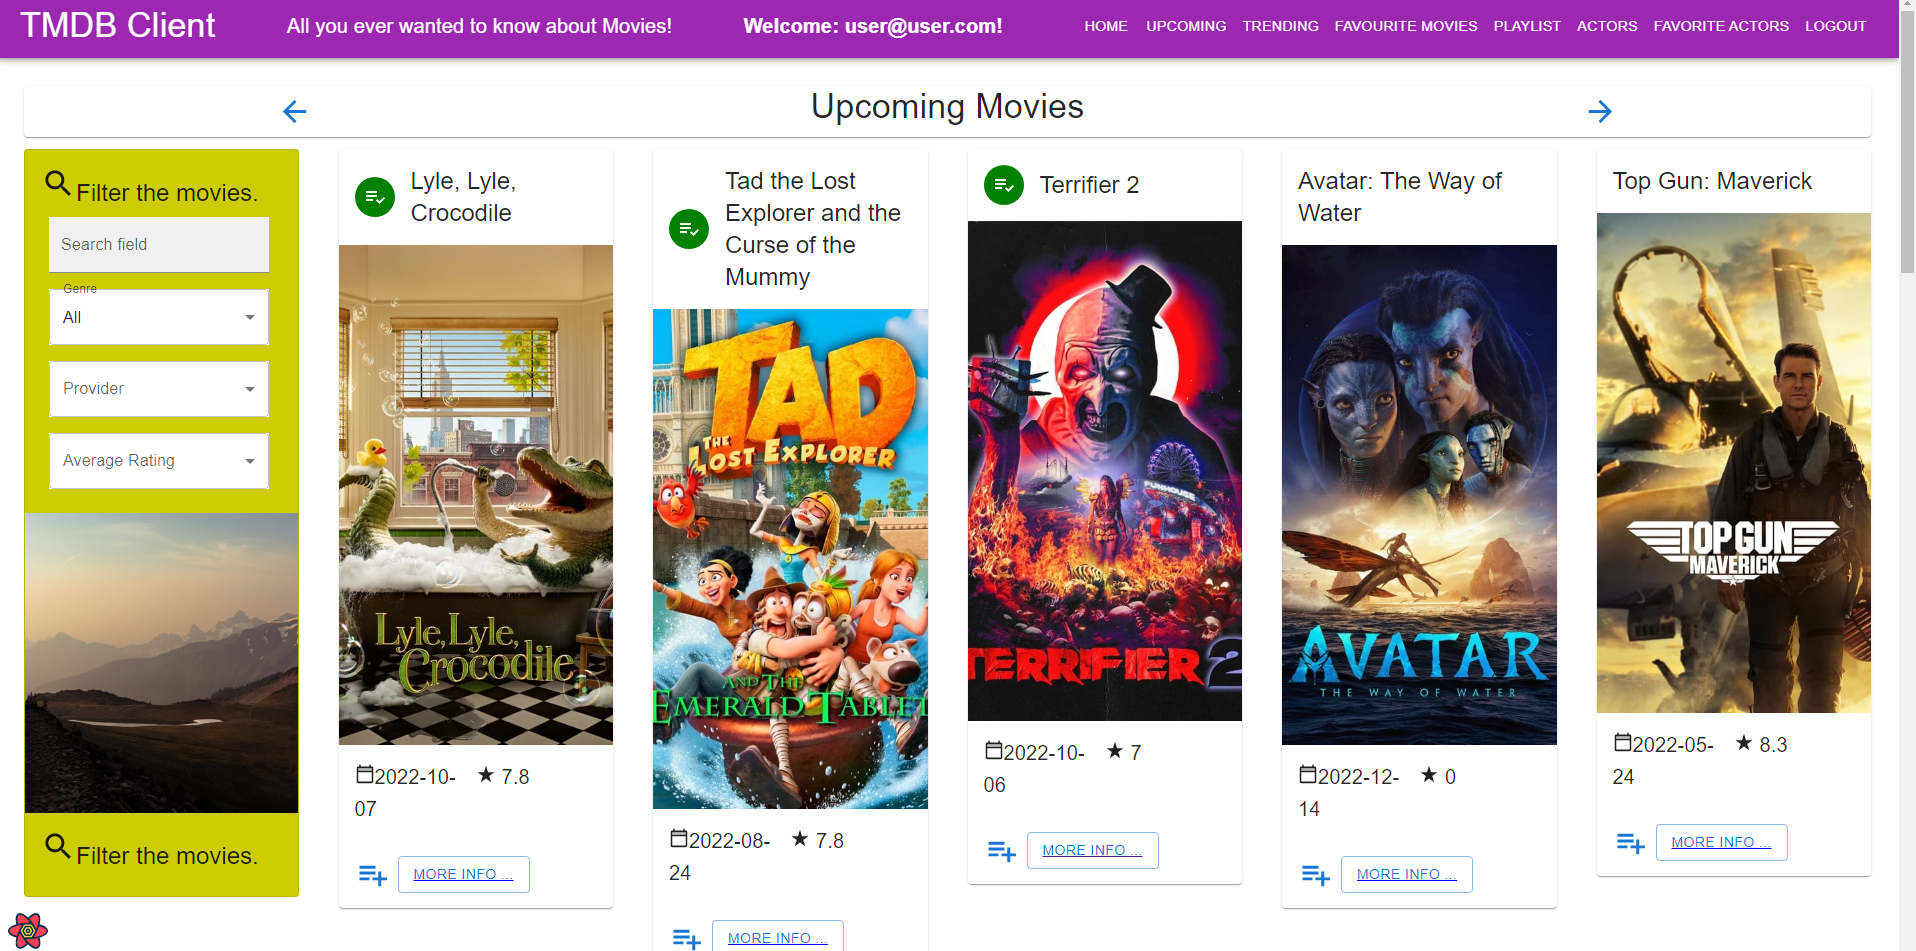 TMDB Client
All you ever wanted to know about Movies!
Welcome: user@user.com!
HOME
UPCOMING
TRENDING
FAVOURITE MOVIES
PLAYLIST
ACTORS
FAVORITE ACTORS
LOGOUT
Upcoming Movies
Filter the movies.
Search field
Genre
All
Provider
Average Rating
Filter the movies.
Lyle, Lyle,
Crocodile
Lyle, Lyle,
Crocodile
2022-10-
07
7.8
MORE INFO ...
Tad the Lost
Explorer and the
Curse of the
Mummy
TAD
THE
LOST EXPLORER
AND THE
EMERALD TABLET
2022-08-
24
7.8
MORE INFO ...
Terrifier 2
FUNHOUSE
TERRIFIER 2
2022-10-
06
7
MORE INFO ...
Avatar: The Way of
Water
AVATAR
THE WAY OF WATER
2022-12-
14
0
MORE INFO ...
Top Gun: Maverick
TOP GUN
MAVERICK
2022-05-
24
8.3
MORE INFO ...